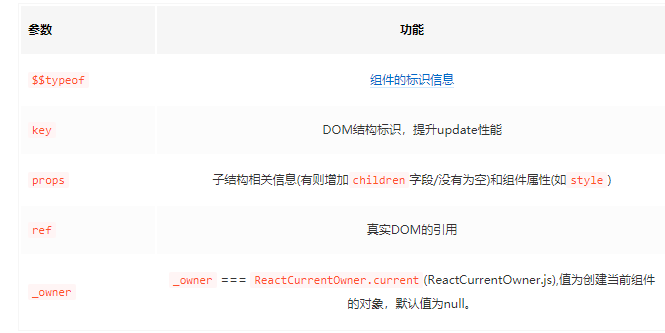 参数 功能
$$typeof 组件的标识信息
key DOM结构标识，提升update性能
props 子结构相关信息(有则增加 children 字段/没有为空)和组件属性(如 style )
ref 真实DOM的引用
_owner _owner === ReactCurrentOwner.current (ReactCurrentOwner.js),值为创建当前组件
的对象，默认值为null。